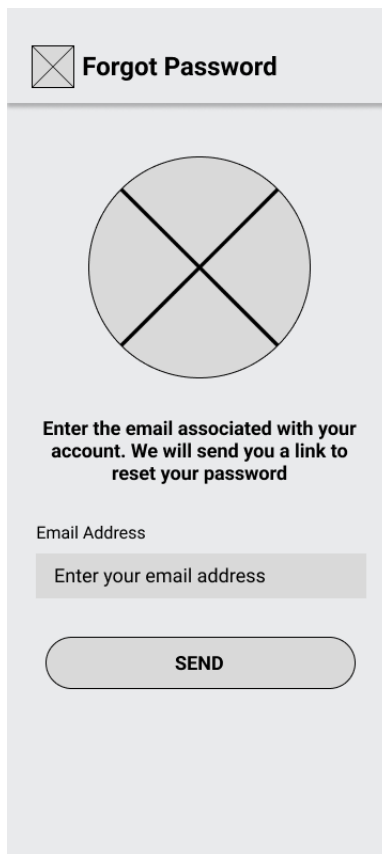 Forgot Password
Enter the email associated with your
account. We will send you a link to
reset your password
Email Address
Enter your email address
SEND